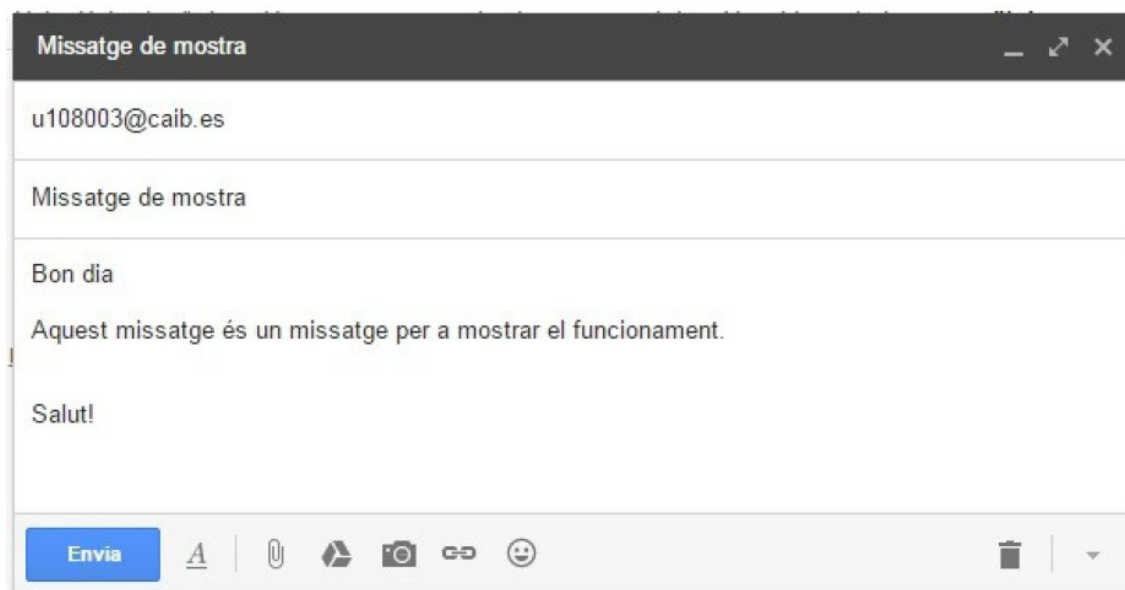 Missatge de mostra
u108003@caib.es
Missatge de mostra
Bon dia
Aquest missatge és un missatge per a mostrar el funcionament.
Salut!
Envia
A